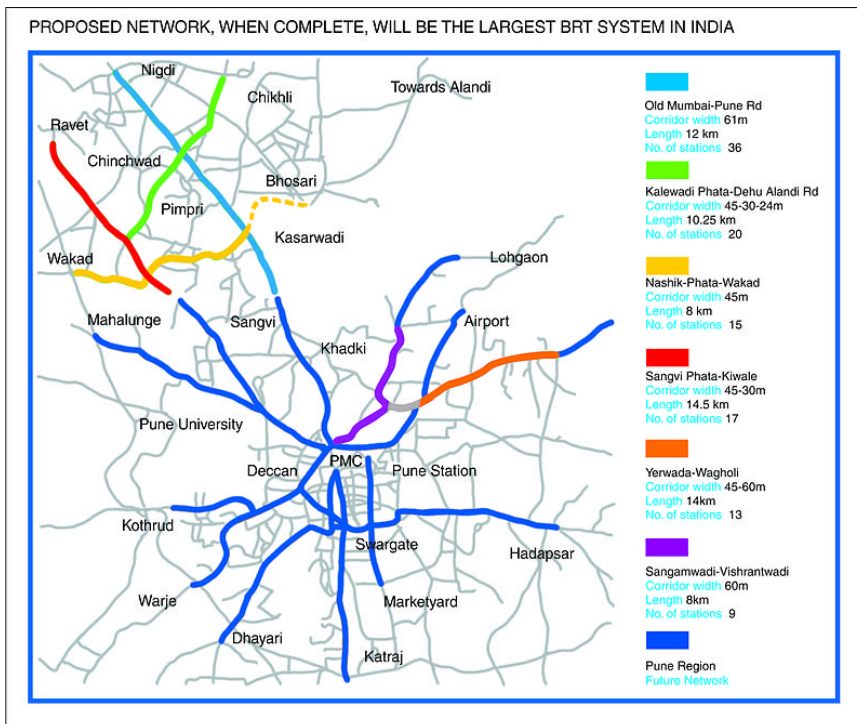 PROPOSED NETWORK, WHEN COMPLETE, WILL BE THE LARGEST BRT SYSTEM IN INDIA
Nigdi
Chikhli
Towards Alandi
Ravet
Chinchwad
Bhosari
Pimpri
Kasarwadi
Wakad
Lohgaon
Mahalunge
Sangvi
Airport
Khadki
Pune University
Deccan
PMC
Pune Station
Kothrud
Swargate
Hadapsar
Warje
Marketyard
Dhayari
Katraj
Old Mumbai-Pune Rd
Corridor width 61m
Length 12 km
No. of stations 36
Kalewadi Phata-Dehu Alandi Rd
Corridor width 45-30-24m
Length 10.25 km
No. of stations 20
Nashik-Phata-Wakad
Corridor width 45m
Length 8 km
No. of stations 15
Sangvi Phata-Kiwale
Corridor width 45-30m
Length 14.5 km
No. of stations 17
Yerwada-Wagholi
Corridor width 45-60m
Length 14km
No. of stations 13
Sangamwadi-Vishrantwadi
Corridor width 60m
Length 8km
No. of stations 9
Pune Region
Future Network